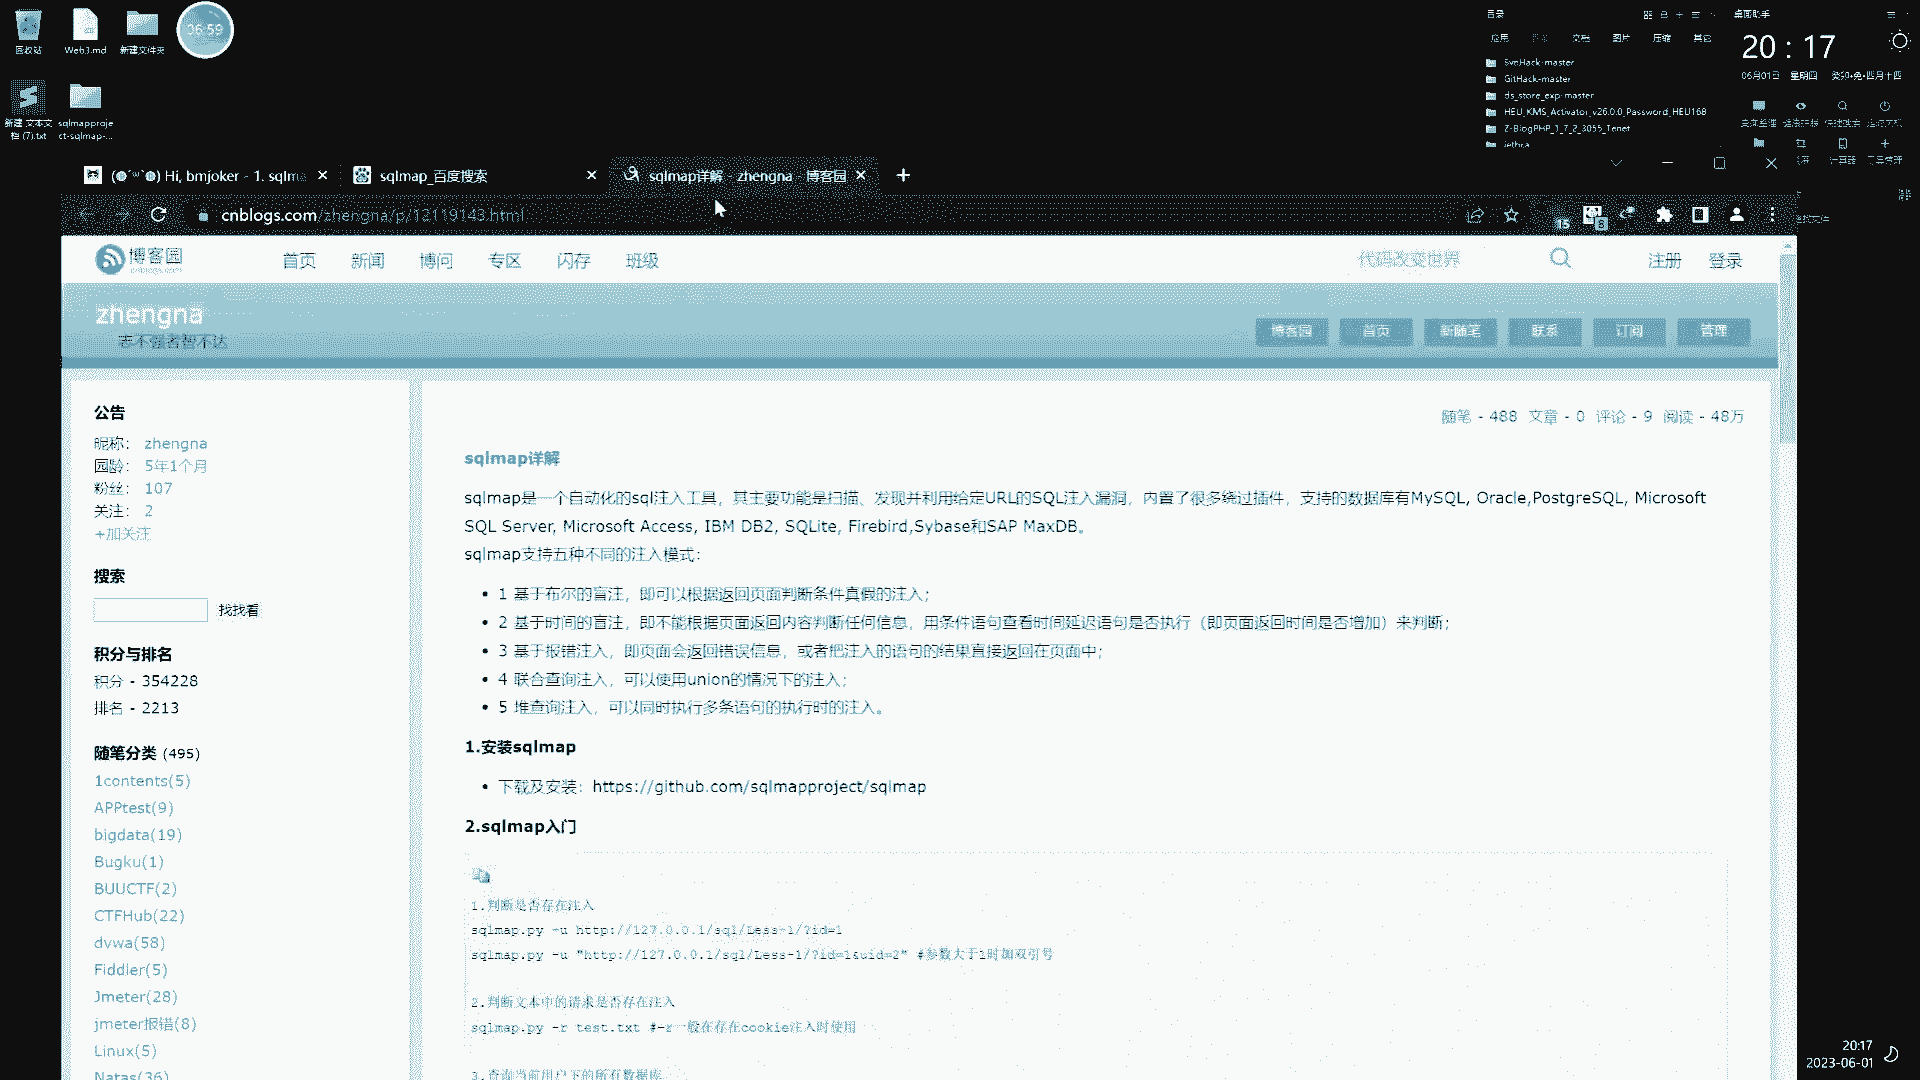 回收站
Web3.md
新建文件夹
36:59
新建 文本文
档 (7).txt
sqlmapproje
ct-sqlmap-...
目录
应用
文档
图片
压缩
其它
SvnHack-master
GitHack-master
ds_store_exp-master
HEU_KMS_Activator_v26.0.0_Password_HEU168
Z-BlogPHP_1_7_2_3055_Tenet
jethra
桌面助手
20 : 17
06月01日 星期四 癸卯•兔•四月十四
Hi, bmjoker - 1. sqlma
sqlmap_百度搜索
sqlmap详解 - zhengna - 博客园
cnblogs.com/zhengna/p/12119143.html
15
8
博客园
cnblogs.com
首页
新闻
博问
专区
闪存
班级
代码改变世界
注册
登录
zhengna
志不强者智不达
博客园
首页
新随笔
联系
订阅
管理
公告
昵称： zhengna
园龄： 5年1个月
粉丝： 107
关注： 2
+加关注
搜索
找找看
积分与排名
积分 - 354228
排名 - 2213
随笔分类 (495)
1contents(5)
APPtest(9)
bigdata(19)
Bugku(1)
BUUCTF(2)
CTFHub(22)
dvwa(58)
Fiddler(5)
Jmeter(28)
jmeter报错(8)
Linux(5)
Natas(36)
随笔 - 488 文章 - 0 评论 - 9 阅读 - 48万
sqlmap详解
sqlmap是一个自动化的sql注入工具，其主要功能是扫描、发现并利用给定URL的SQL注入漏洞，内置了很多绕过插件，支持的数据库有MySQL, Oracle,PostgreSQL, Microsoft
SQL Server, Microsoft Access, IBM DB2, SQLite, Firebird,Sybase和SAP MaxDB。
sqlmap支持五种不同的注入模式：
1 基于布尔的盲注，即可以根据返回页面判断条件真假的注入；
2 基于时间的盲注，即不能根据页面返回内容判断任何信息，用条件语句查看时间延迟语句是否执行（即页面返回时间是否增加）来判断；
3 基于报错注入，即页面会返回错误信息，或者把注入的语句的结果直接返回在页面中；
4 联合查询注入，可以使用union的情况下的注入；
5 堆查询注入，可以同时执行多条语句的执行时的注入。
1.安装sqlmap
下载及安装：https://github.com/sqlmapproject/sqlmap
2.sqlmap入门
1.判断是否存在注入
sqlmap.py -u http://127.0.0.1/sql/Less-1/?id=1
sqlmap.py -u "http://127.0.0.1/sql/Less-1/?id=1&uid=2" #参数大于1时加双引号
2.判断文本中的请求是否存在注入
sqlmap.py -r test.txt #-r一般在存在cookie注入时使用
3.查询当前用户下的所有数据库
20:17
2023-06-01